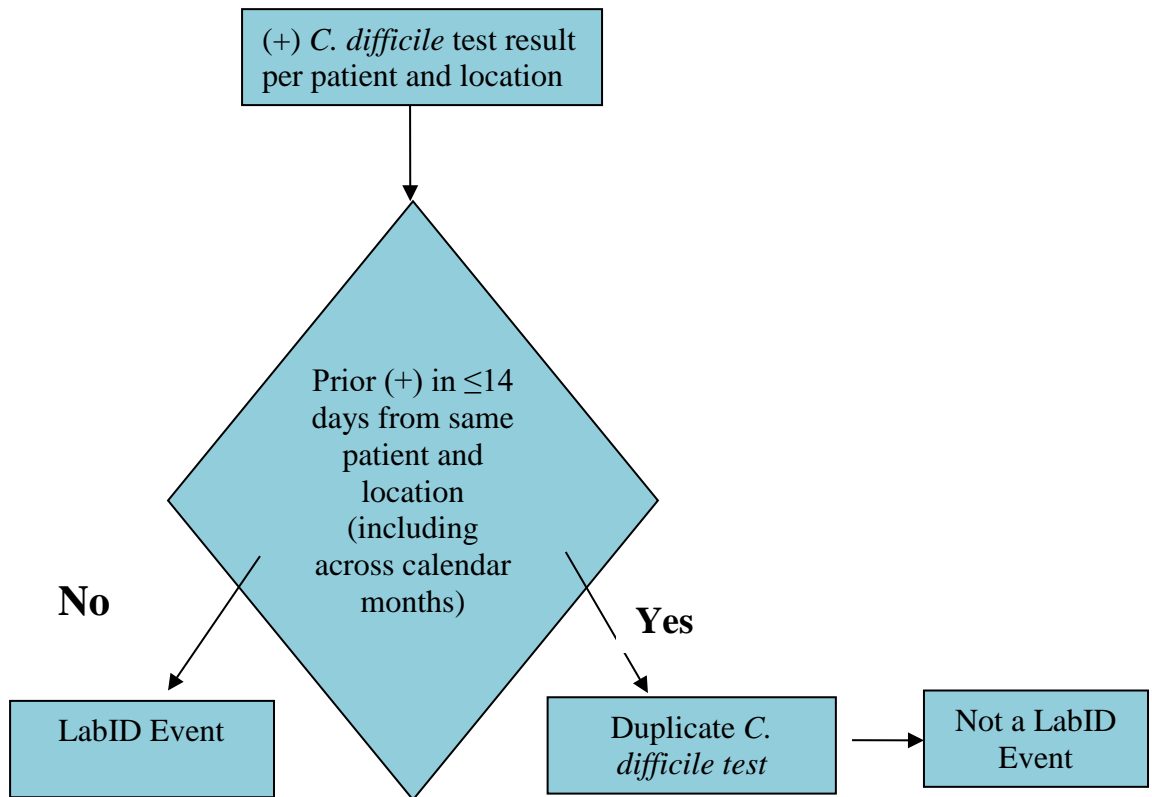 (+) C. difficile test result
per patient and location
Prior (+) in ≤14
days from same
patient and
location
(including
across calendar
months)
No
Yes
LabID Event
Duplicate C.
difficile test
Not a LabID
Event